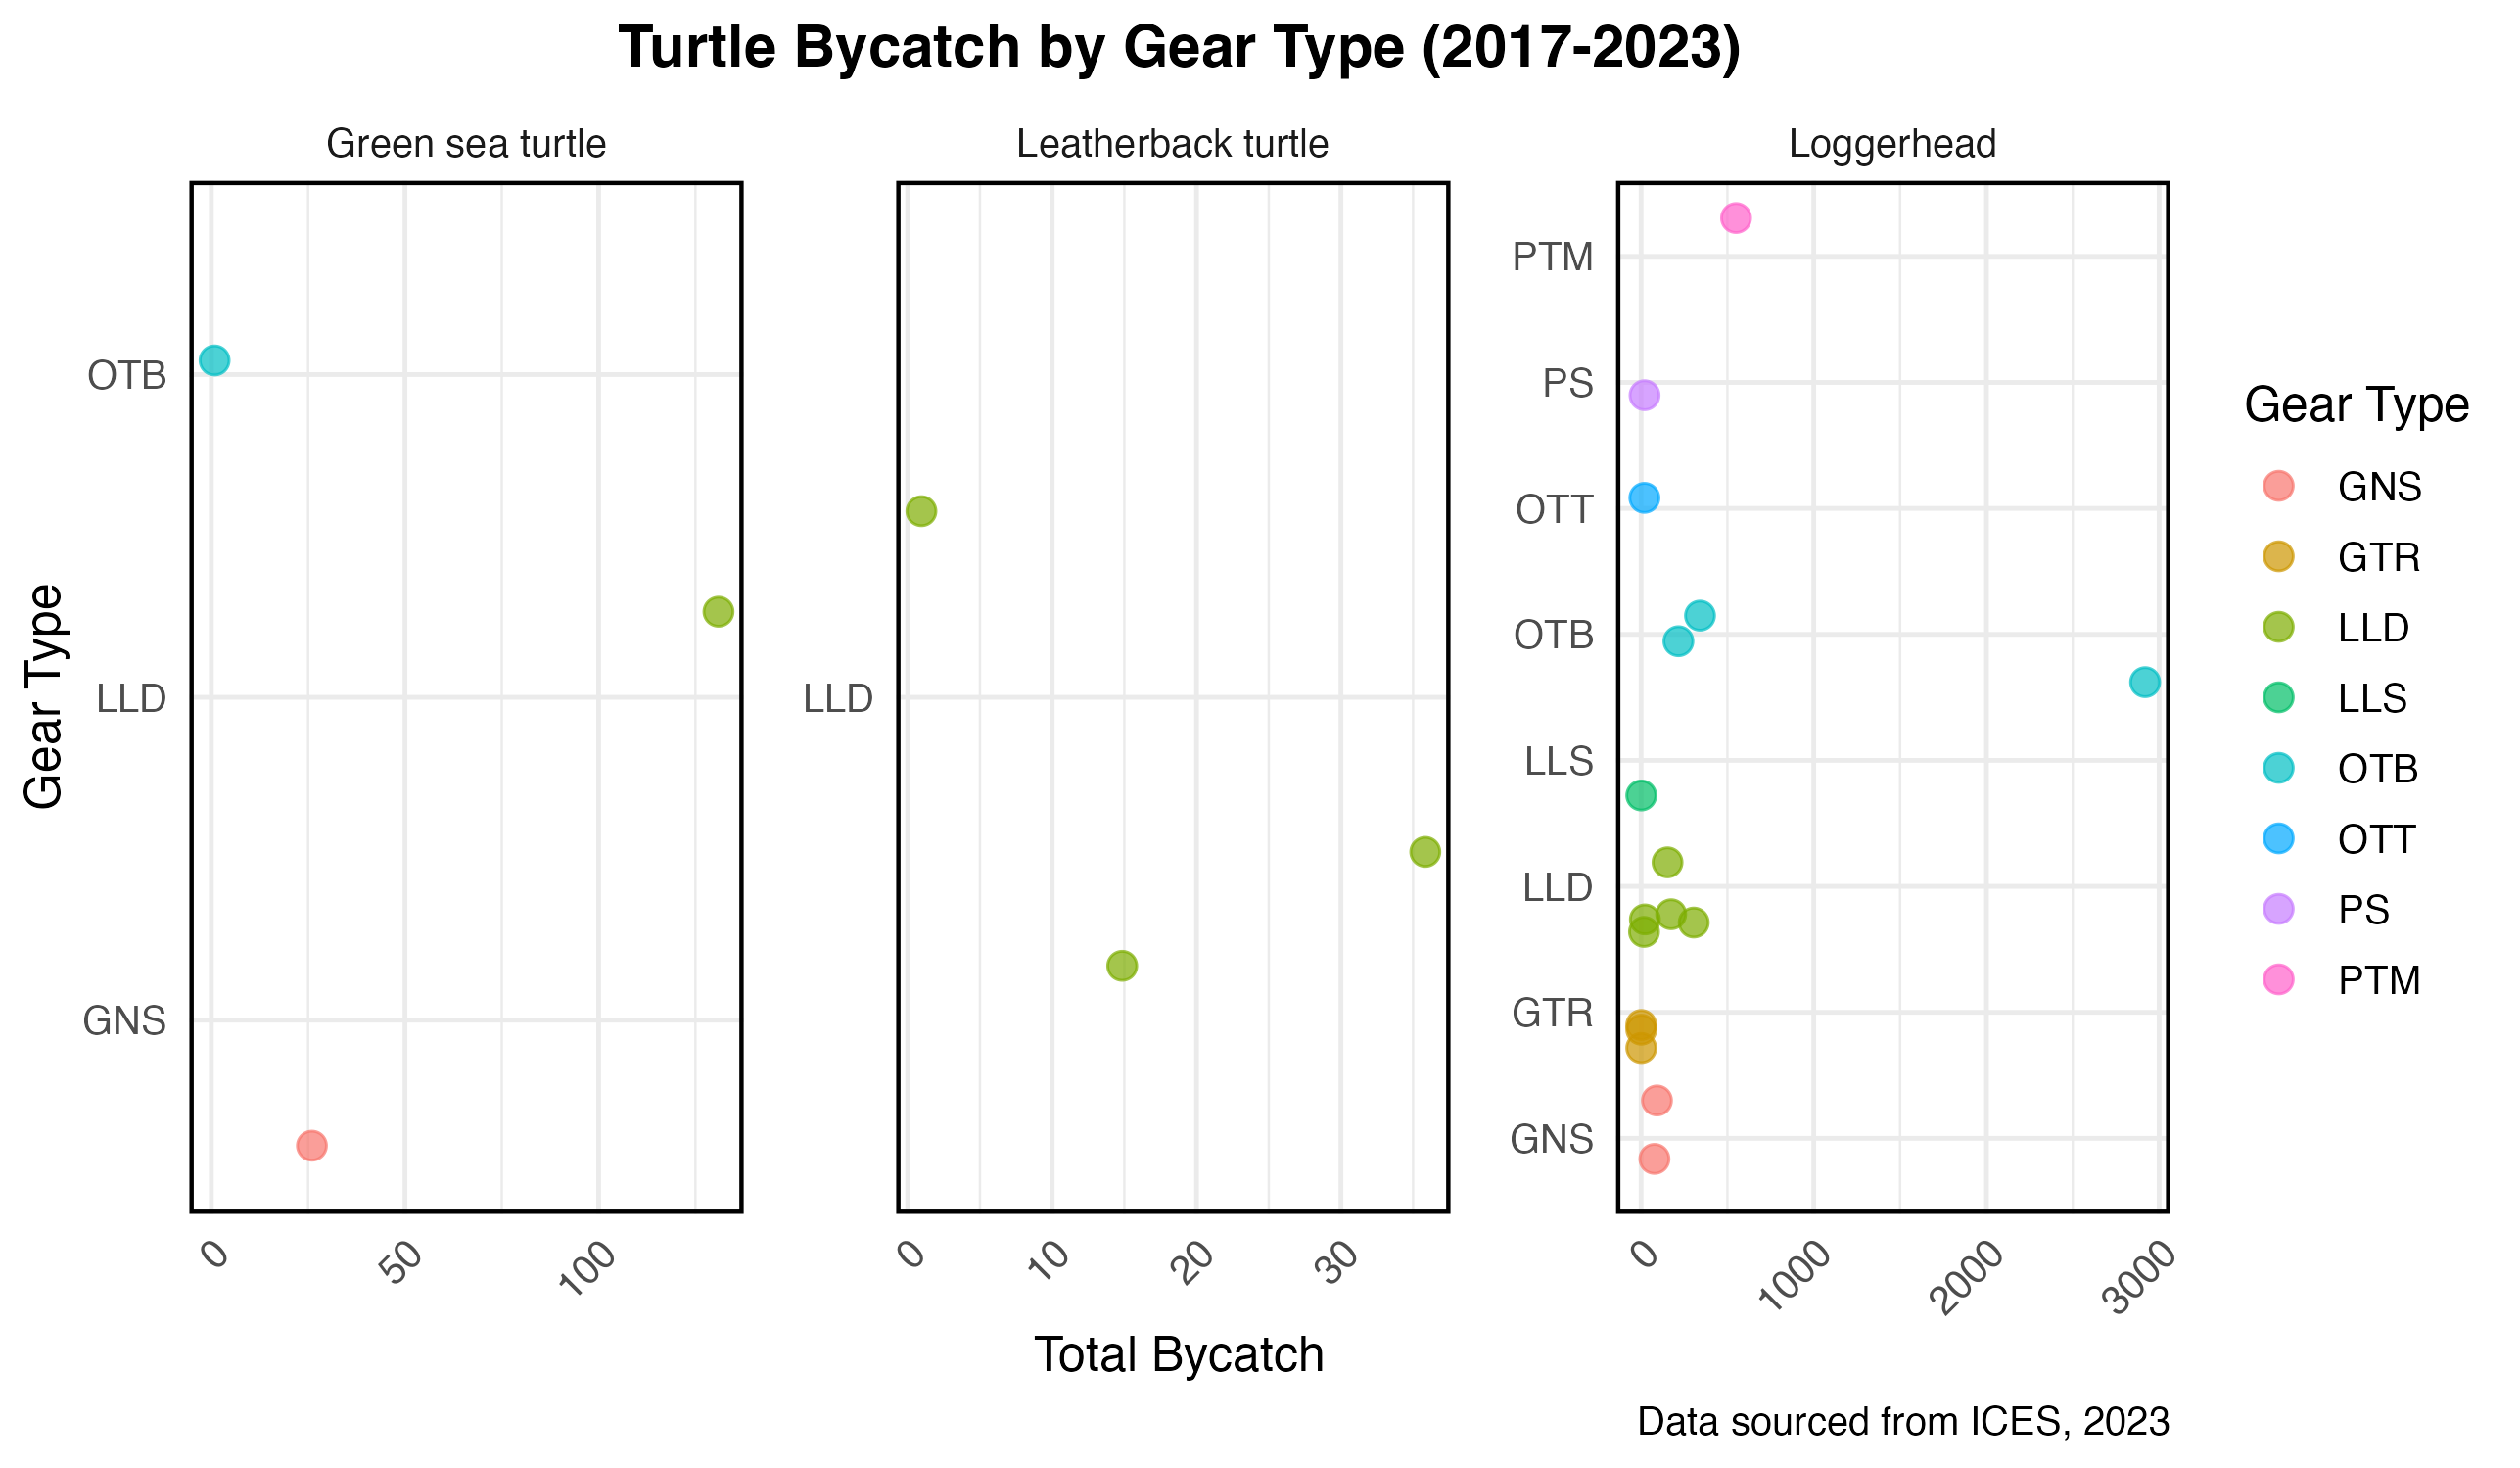 Turtle Bycatch by Gear Type (2017-2023)
Green sea turtle
Leatherback turtle
Loggerhead
Gear Type
OTB
LLD
GNS
0
50
100
LLD
0
10
20
30
PTM
PS
OTT
OTB
LLS
LLD
GTR
GNS
0
1000
2000
3000
Total Bycatch
Gear Type
GNS
GTR
LLD
LLS
OTB
OTT
PS
PTM
Data sourced from ICES, 2023